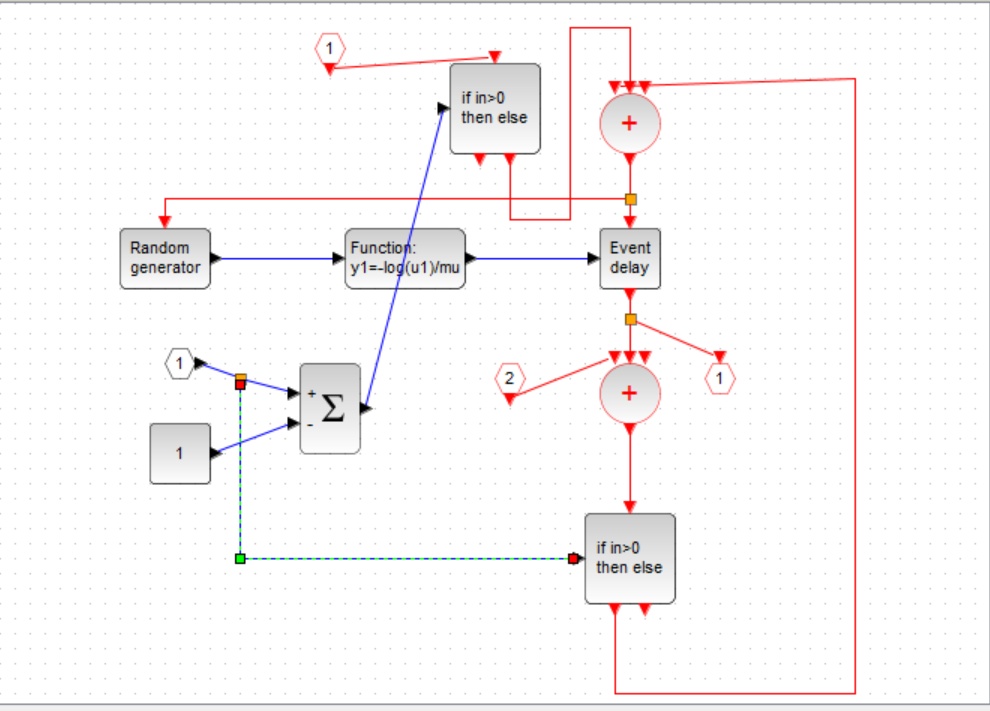 1
if in>0
then else
+
Random
generator
Function:
y1=-log(u1)/mu
Event
delay
1
+
-
Σ
1
2
+
1
if in>0
then else